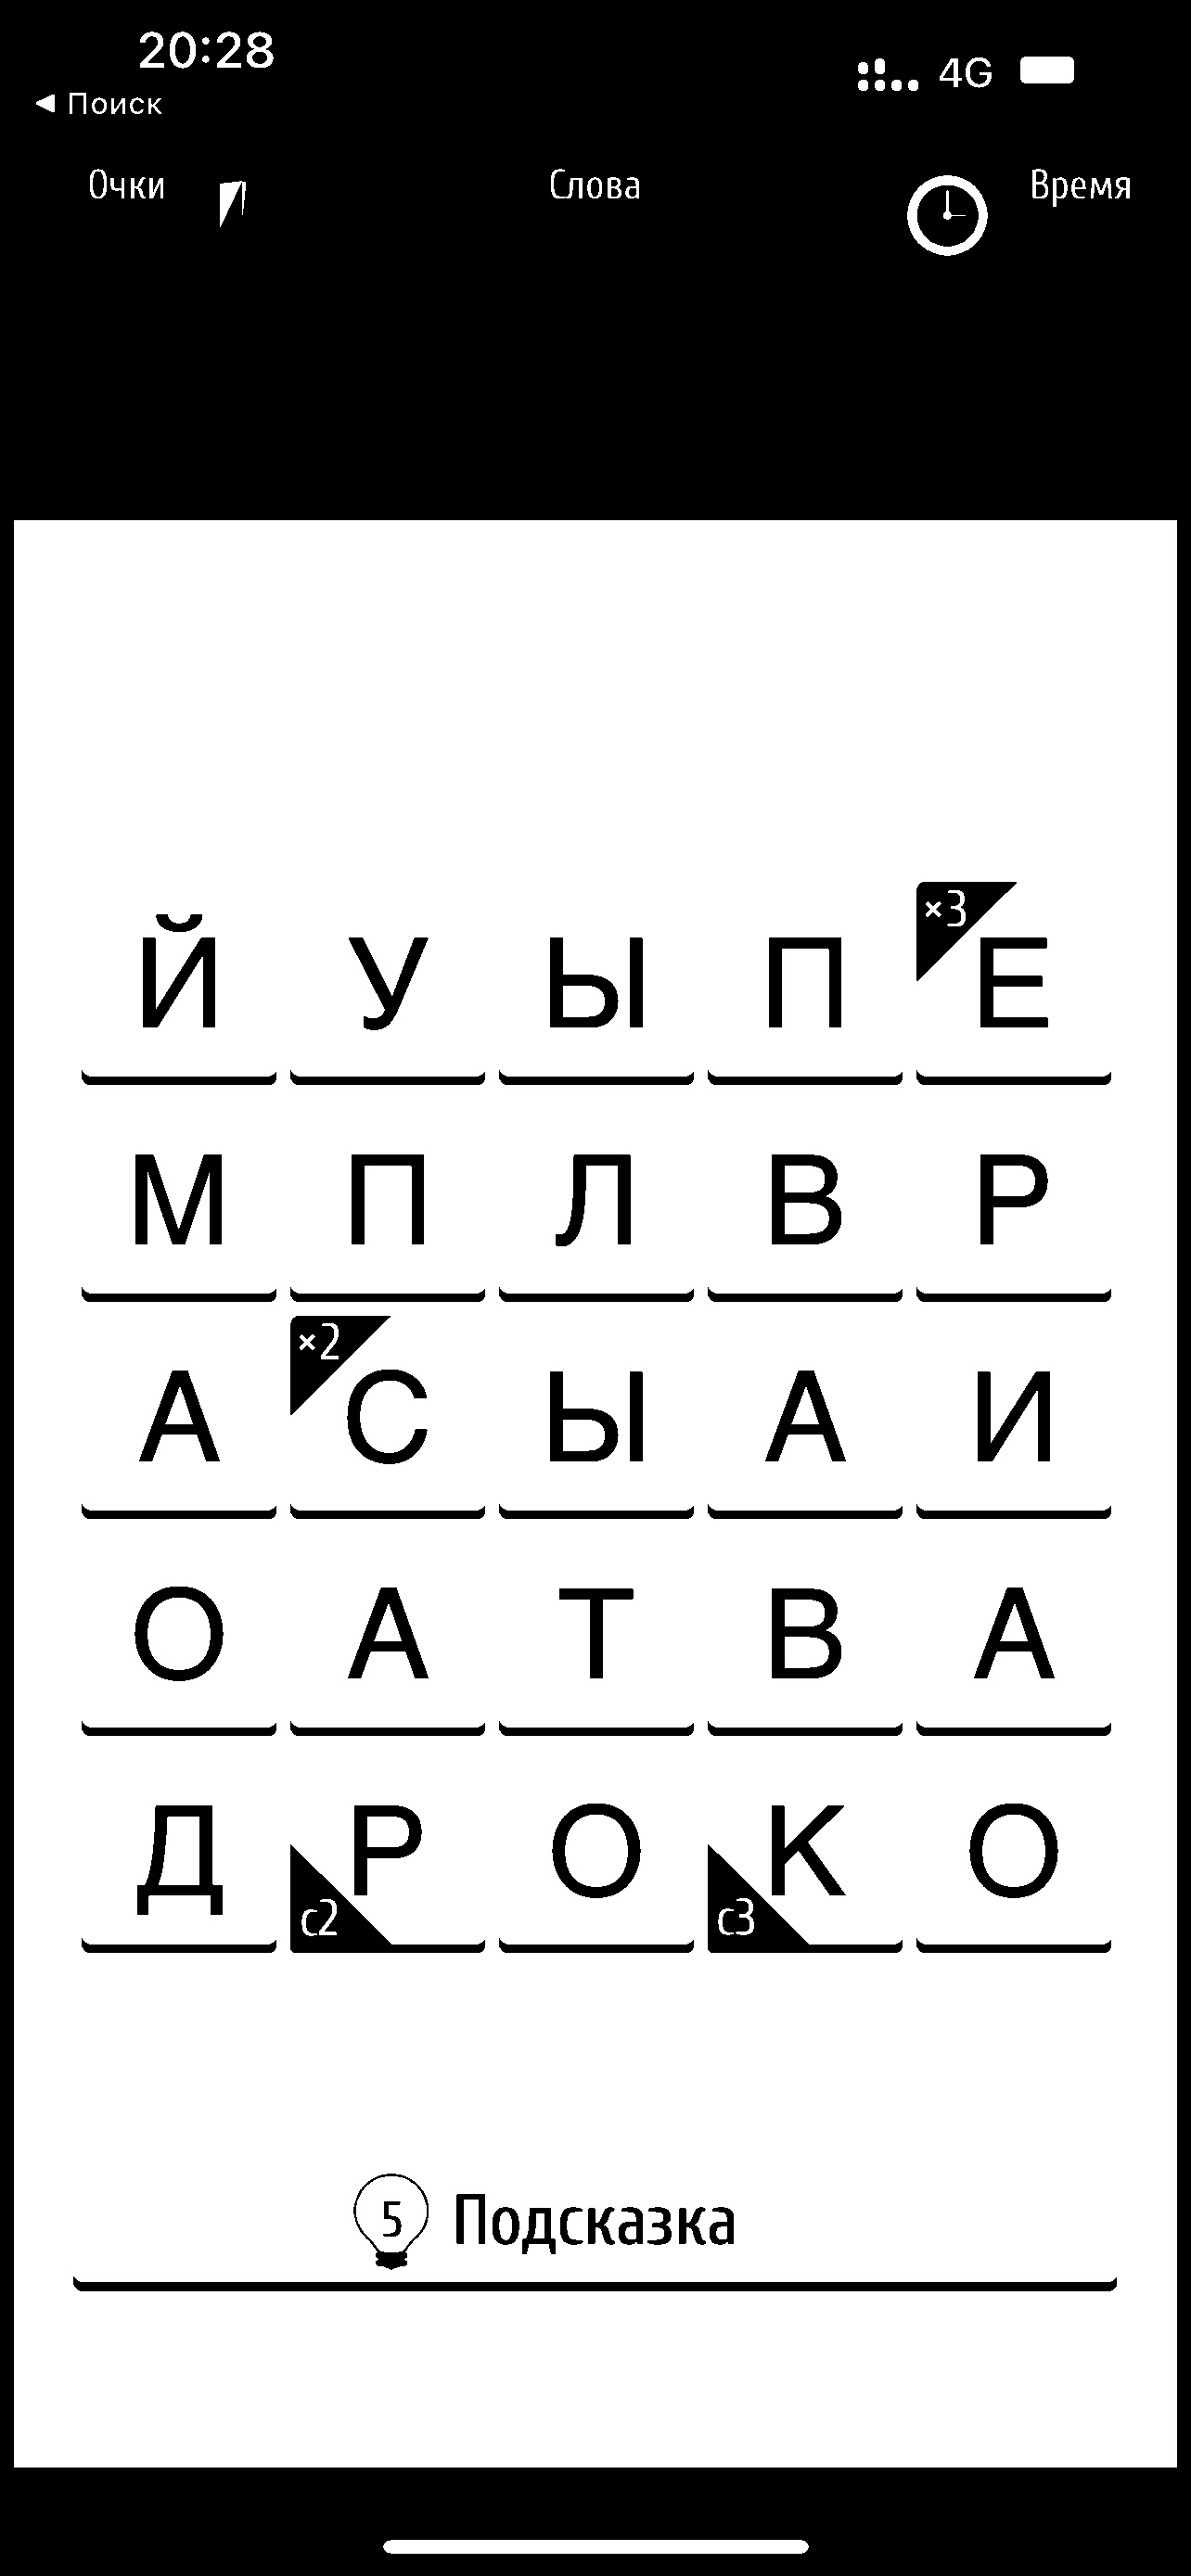 20:28 4G
◀ Поиск
Очки Слова Время
×3
Й У Ы П Е
М П Л В Р
×2
А С Ы А И
О А Т В А
Д Р О К О
с2 с3
5 Подсказка